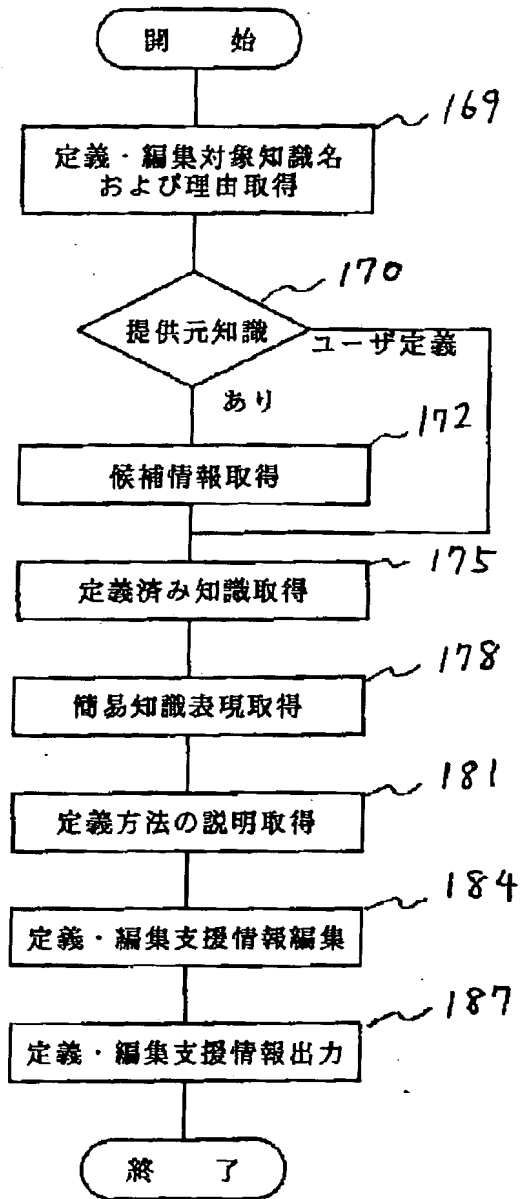 開 始
169
定義・編集対象知識名
および理由取得
170
提供元知識
ユーザ定義
あり
172
候補情報取得
175
定義済み知識取得
178
簡易知識表現取得
181
定義方法の説明取得
184
定義・編集支援情報編集
187
定義・編集支援情報出力
終 了